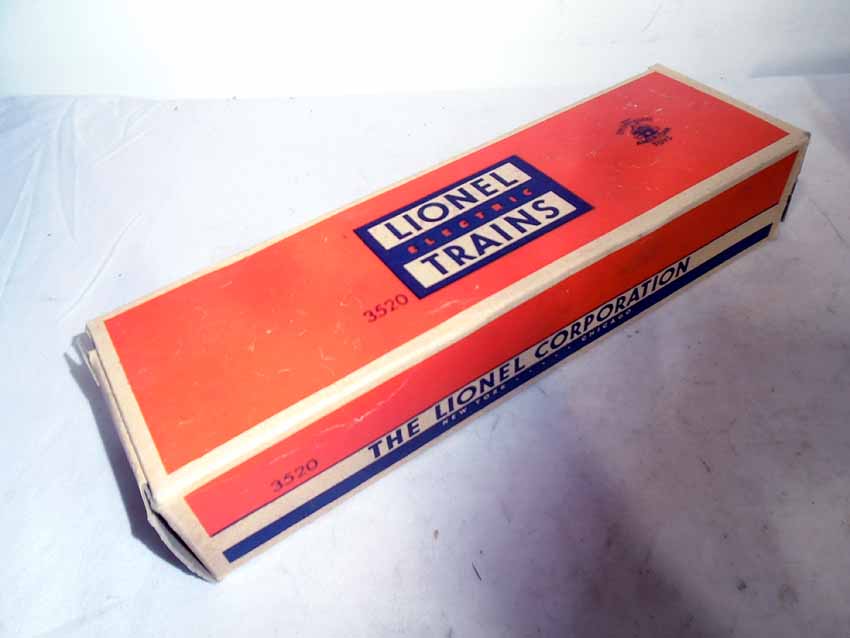 LIONEL
ELECTRIC
TRAINS
3520
THE LIONEL CORPORATION
NEW YORK · · · · CHICAGO
3520